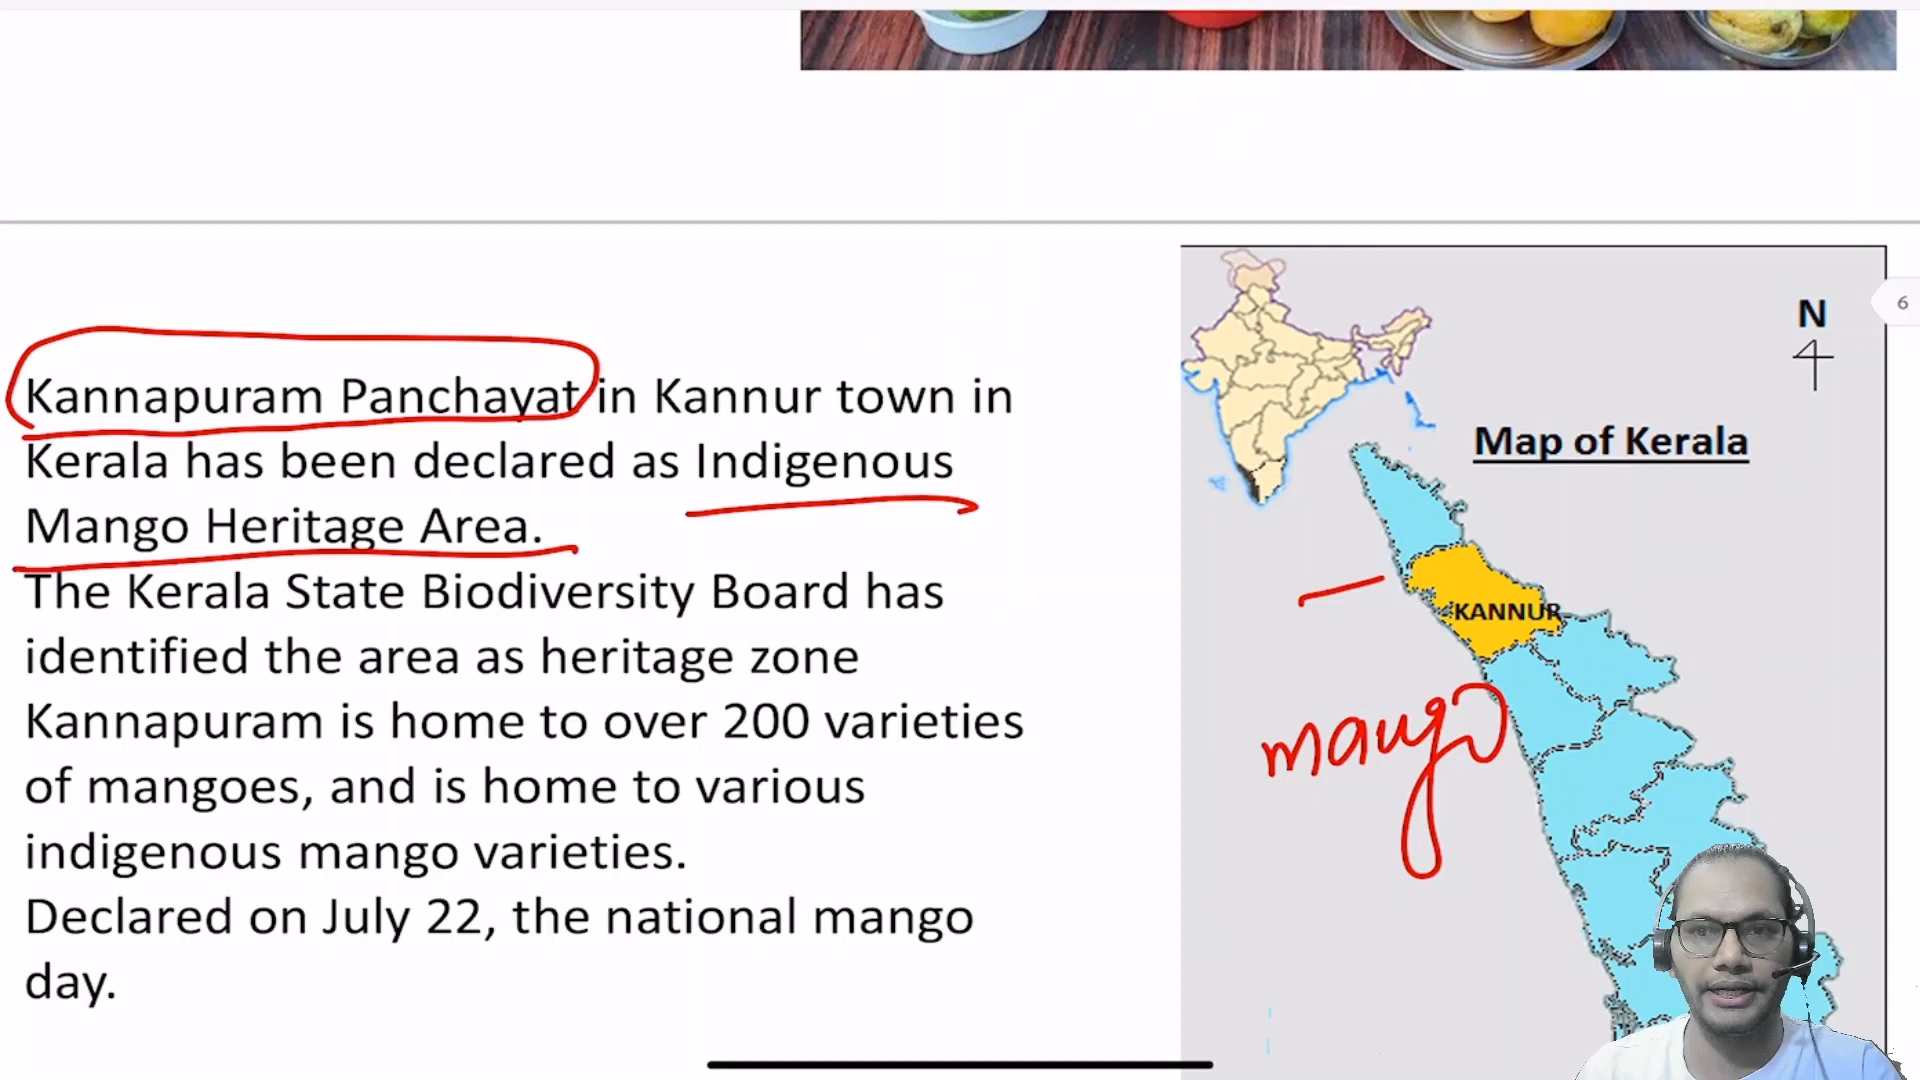 Kannapuram Panchayat in Kannur town in
Kerala has been declared as Indigenous
Mango Heritage Area.
The Kerala State Biodiversity Board has
identified the area as heritage zone
Kannapuram is home to over 200 varieties
of mangoes, and is home to various
indigenous mango varieties.
Declared on July 22, the national mango
day.
N
6
Map of Kerala
KANNUR
mango